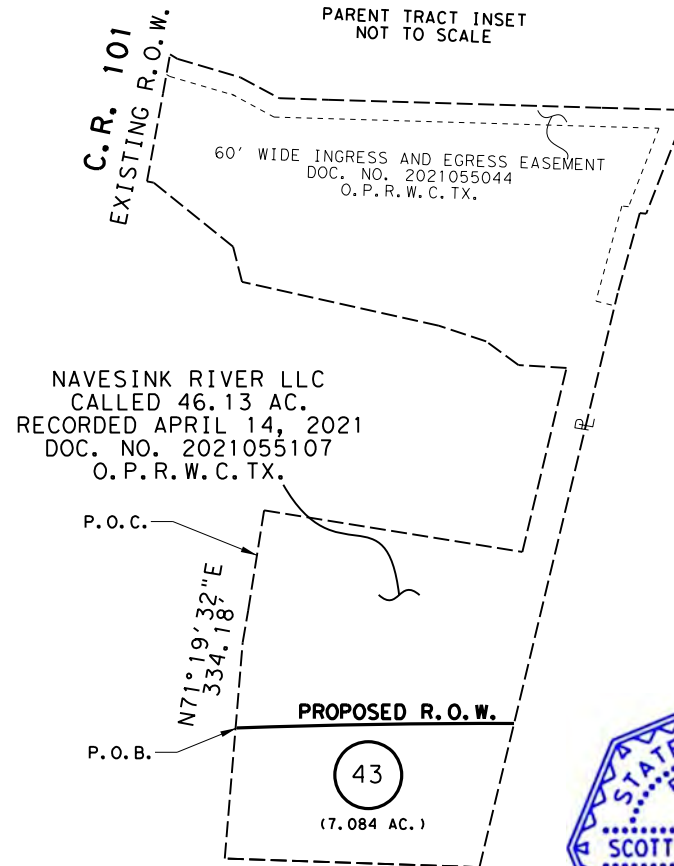 PARENT TRACT INSET
NOT TO SCALE
C.R. 101
EXISTING R.O.W.
60' WIDE INGRESS AND EGRESS EASEMENT
DOC. NO. 2021055044
O.P.R.W.C.TX.
NAVESINK RIVER LLC
CALLED 46.13 AC.
RECORDED APRIL 14, 2021
DOC. NO. 2021055107
O.P.R.W.C.TX.
PL
P.O.C.
N71°19'32"E
334.18'
PROPOSED R.O.W.
P.O.B.
43
(7.084 AC.)
STATE
SCOTT